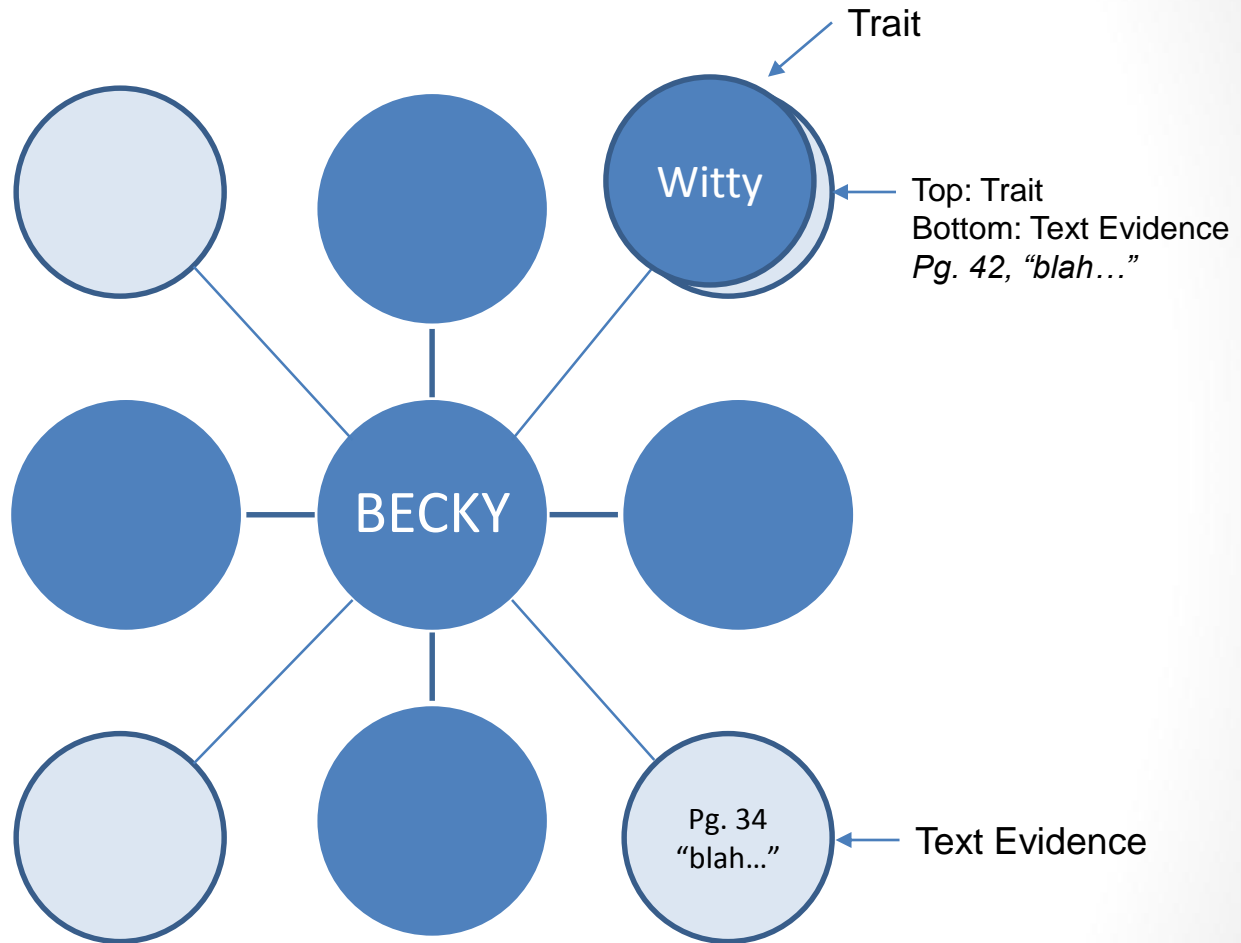 Trait
Witty
Top: Trait
Bottom: Text Evidence
Pg. 42, “blah…”
BECKY
Pg. 34
“blah…”
Text Evidence